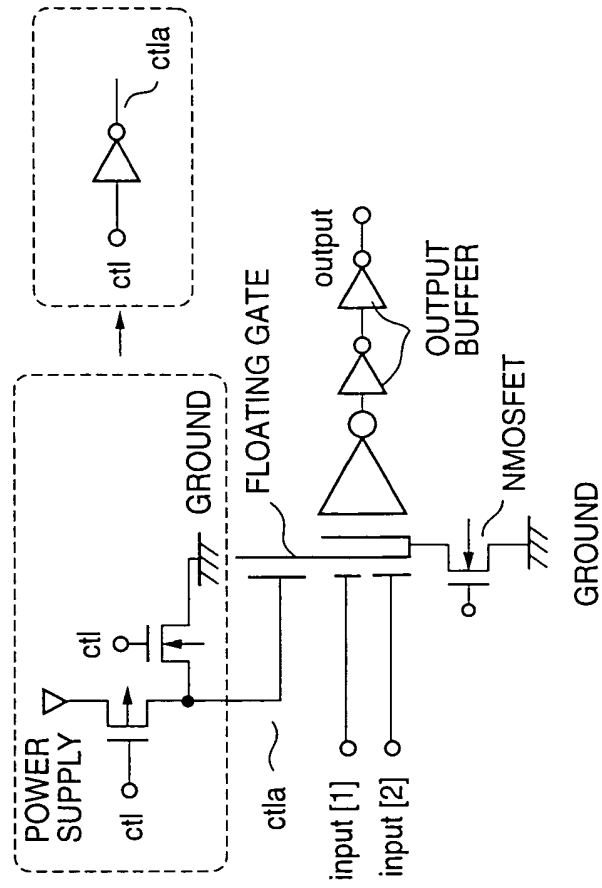 ctl
ctla
POWER
SUPPLY
ctl
ctl
GROUND
ctla
FLOATING GATE
input [1]
input [2]
output
OUTPUT
BUFFER
NMOSFET
GROUND